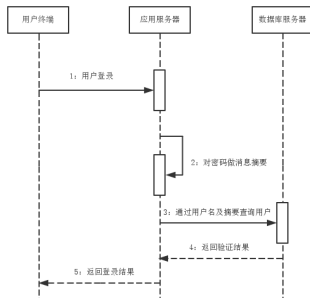 用户终端
应用服务器
数据库服务器
1：用户登录
2：对密码做消息摘要
3：通过用户名及摘要查询用户
4：返回验证结果
5：返回登录结果